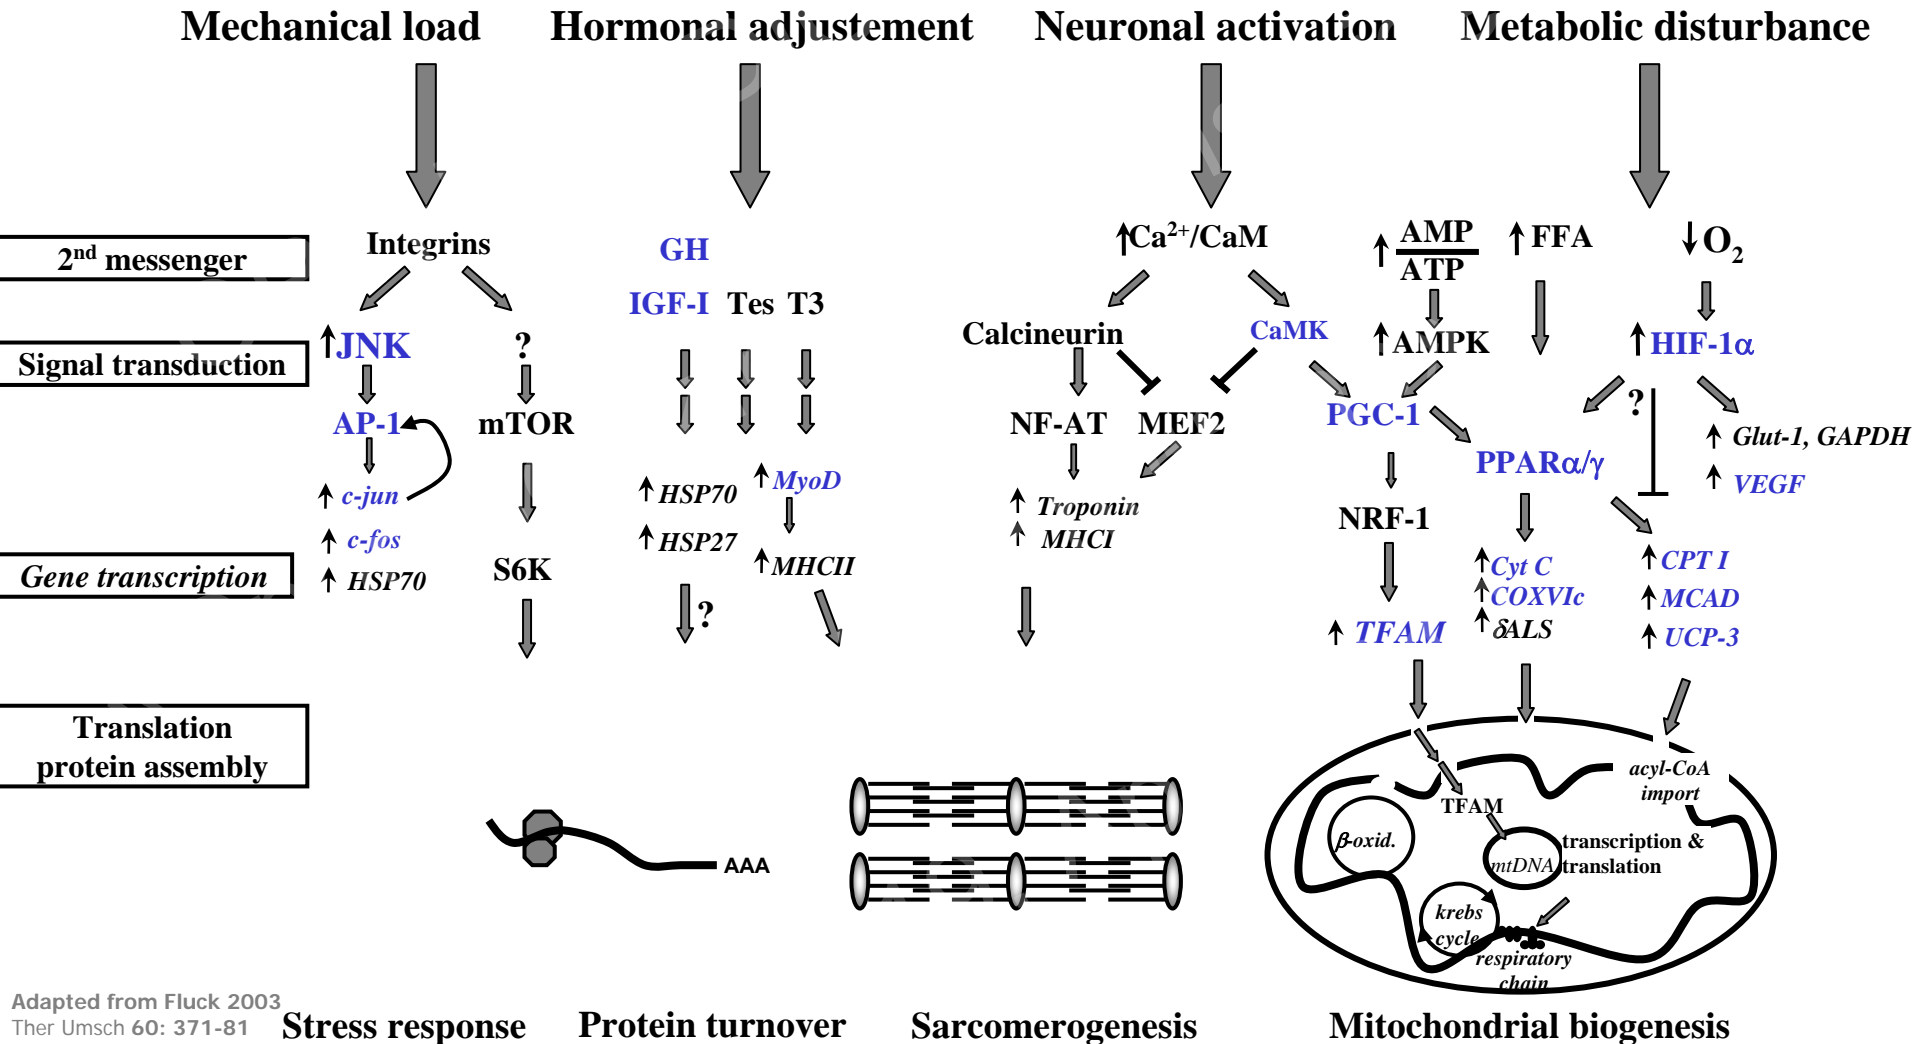 Mechanical load
Hormonal adjustement
Neuronal activation
Metabolic disturbance
2nd messenger
Integrins
GH
Ca2+/CaM
AMP
ATP
FFA
O2
IGF-I Tes T3
Signal transduction
JNK
?
Calcineurin
CaMK
AMPK
HIF-1α
AP-1
mTOR
NF-AT
MEF2
PGC-1
?
Glut-1, GAPDH
PPARα/γ
VEGF
c-jun
HSP70
MyoD
Troponin
MHCI
NRF-1
c-fos
HSP27
Gene transcription
HSP70
S6K
MHCII
Cyt C
COXVIc
δALS
CPT I
MCAD
UCP-3
?
TFAM
Translation
protein assembly
AAA
acyl-CoA
import
TFAM
β-oxid.
mtDNA
transcription &
translation
krebs
cycle
respiratory
chain
Adapted from Fluck 2003
Ther Umsch 60: 371-81
Stress response
Protein turnover
Sarcomerogenesis
Mitochondrial biogenesis